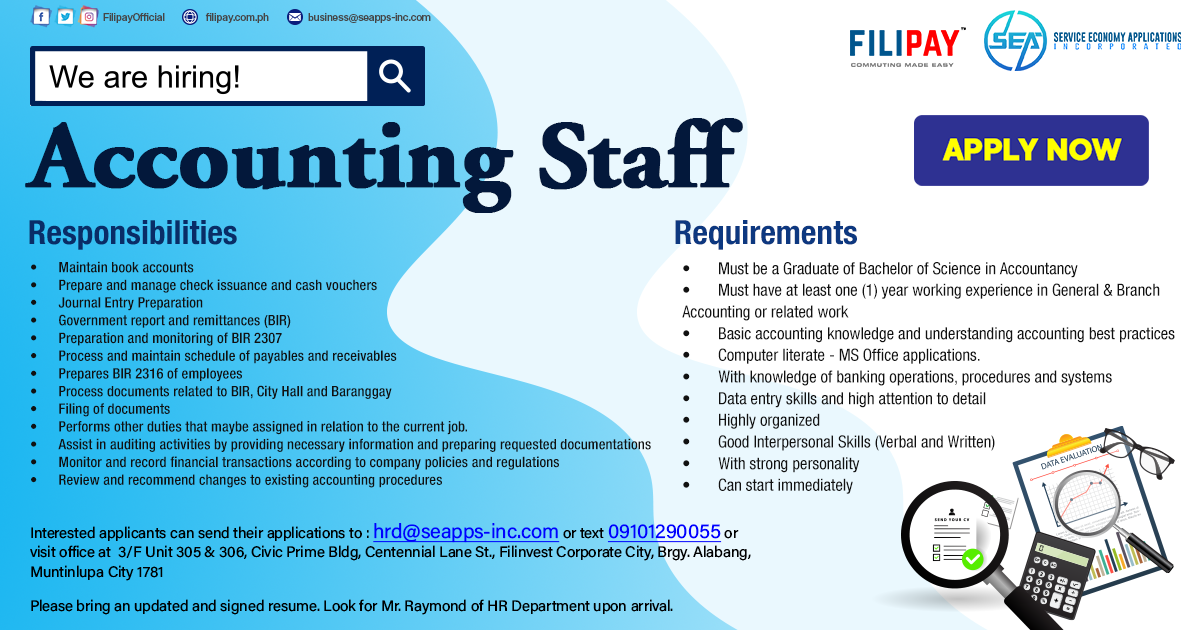 FilipayOfficial filipay.com.ph business@seapps-inc.com
FILIPAY™
COMMUTING MADE EASY
SEA
SERVICE ECONOMY APPLICATIONS
INCORPORATED
We are hiring!
Accounting Staff
APPLY NOW
Responsibilities
• Maintain book accounts
• Prepare and manage check issuance and cash vouchers
• Journal Entry Preparation
• Government report and remittances (BIR)
• Preparation and monitoring of BIR 2307
• Process and maintain schedule of payables and receivables
• Prepares BIR 2316 of employees
• Process documents related to BIR, City Hall and Baranggay
• Filing of documents
• Performs other duties that maybe assigned in relation to the current job.
• Assist in auditing activities by providing necessary information and preparing requested documentations
• Monitor and record financial transactions according to company policies and regulations
• Review and recommend changes to existing accounting procedures
Requirements
• Must be a Graduate of Bachelor of Science in Accountancy
• Must have at least one (1) year working experience in General & Branch
Accounting or related work
• Basic accounting knowledge and understanding accounting best practices
• Computer literate - MS Office applications.
• With knowledge of banking operations, procedures and systems
• Data entry skills and high attention to detail
• Highly organized
• Good Interpersonal Skills (Verbal and Written)
• With strong personality
• Can start immediately
DATA EVALUATION
SEND YOUR CV
Interested applicants can send their applications to : hrd@seapps-inc.com or text 09101290055 or
visit office at 3/F Unit 305 & 306, Civic Prime Bldg, Centennial Lane St., Filinvest Corporate City, Brgy. Alabang,
Muntinlupa City 1781
Please bring an updated and signed resume. Look for Mr. Raymond of HR Department upon arrival.